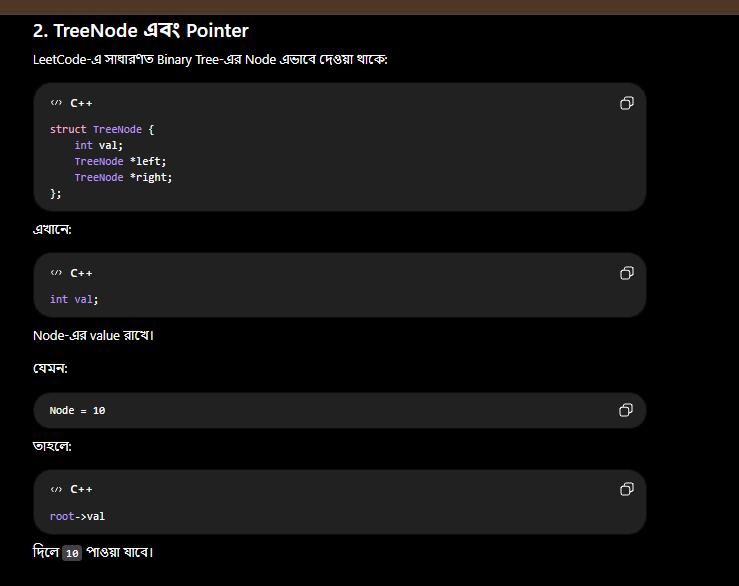 2. TreeNode এবং Pointer
LeetCode-এ সাধারণত Binary Tree-এর Node এভাবে দেওয়া থাকে:
C++
struct TreeNode {
    int val;
    TreeNode *left;
    TreeNode *right;
};
এখানে:
C++
int val;
Node-এর value রাখে।
যেমন:
Node = 10
তাহলে:
C++
root->val
দিলে 10 পাওয়া যাবে।